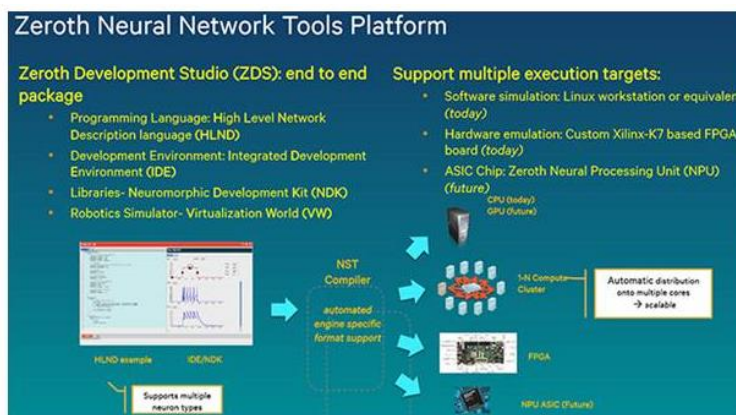 Zeroth Neural Network Tools Platform
Zeroth Development Studio (ZDS): end to end
package
• Programming Language: High Level Network
Description language (HLND)
• Development Environment: Integrated Development
Environment (IDE)
• Libraries- Neuromorphic Development Kit (NDK)
• Robotics Simulator- Virtualization World (VW)
Support multiple execution targets:
• Software simulation: Linux workstation or equivalen
(today)
• Hardware emulation: Custom Xilinx-K7 based FPGA
board (today)
• ASIC Chip: Zeroth Neural Processing Unit (NPU)
(future)
CPU (today)
GPU (future)
NST
Compiler
automated
engine specific
format support
1-N Compute
Cluster
Automatic distribution
onto multiple cores
→ scalable
FPGA
NPU ASIC (Future)
HLND example
IDE/NDK
Supports multiple
neuron types